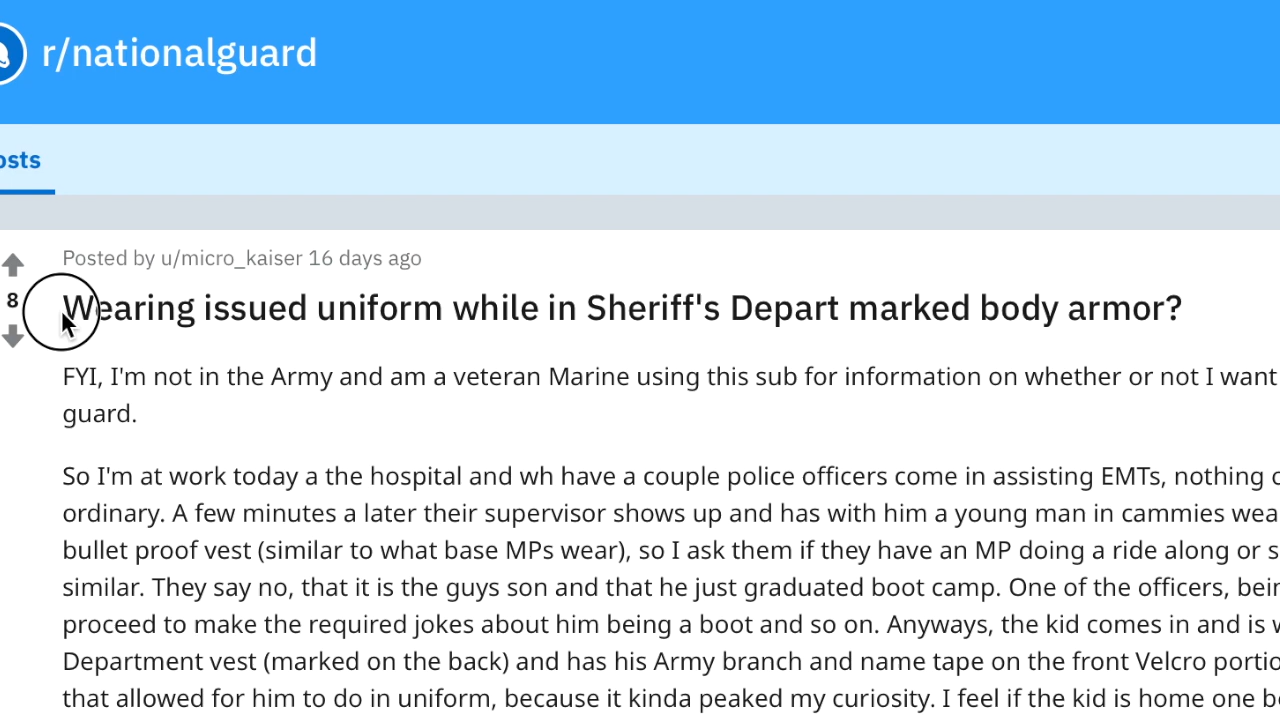 r/nationalguard
osts
Posted by u/micro_kaiser 16 days ago
8
Wearing issued uniform while in Sheriff's Depart marked body armor?
FYI, I'm not in the Army and am a veteran Marine using this sub for information on whether or not I want
guard.
So I'm at work today a the hospital and wh have a couple police officers come in assisting EMTs, nothing
ordinary. A few minutes a later their supervisor shows up and has with him a young man in cammies wea
bullet proof vest (similar to what base MPs wear), so I ask them if they have an MP doing a ride along or s
similar. They say no, that it is the guys son and that he just graduated boot camp. One of the officers, bein
proceed to make the required jokes about him being a boot and so on. Anyways, the kid comes in and is
Department vest (marked on the back) and has his Army branch and name tape on the front Velcro portio
that allowed for him to do in uniform, because it kinda peaked my curiosity. I feel if the kid is home one